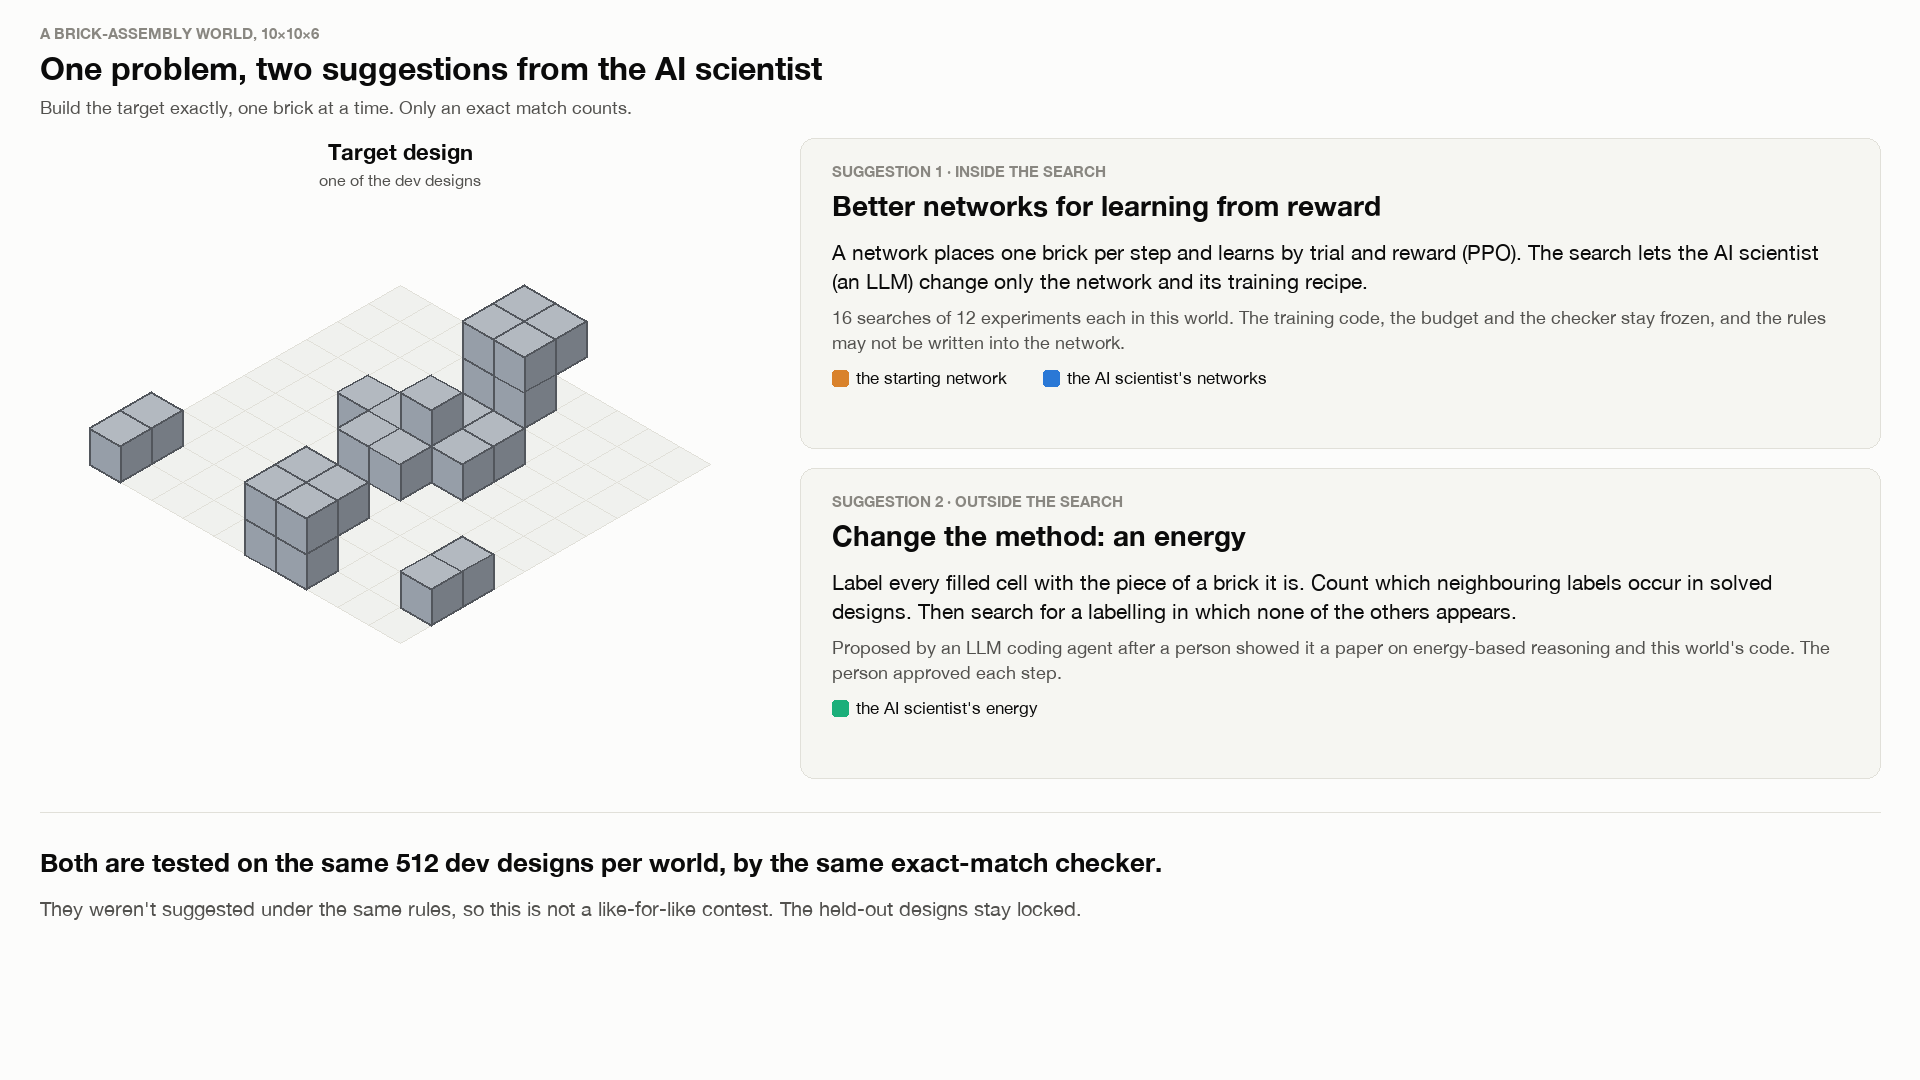 A BRICK-ASSEMBLY WORLD, 10×10×6
One problem, two suggestions from the AI scientist
Build the target exactly, one brick at a time. Only an exact match counts.
Target design
one of the dev designs
SUGGESTION 1 · INSIDE THE SEARCH
Better networks for learning from reward
A network places one brick per step and learns by trial and reward (PPO). The search lets the AI scientist
(an LLM) change only the network and its training recipe.
16 searches of 12 experiments each in this world. The training code, the budget and the checker stay frozen, and the rules
may not be written into the network.
the starting network
the AI scientist's networks
SUGGESTION 2 · OUTSIDE THE SEARCH
Change the method: an energy
Label every filled cell with the piece of a brick it is. Count which neighbouring labels occur in solved
designs. Then search for a labelling in which none of the others appears.
Proposed by an LLM coding agent after a person showed it a paper on energy-based reasoning and this world's code. The
person approved each step.
the AI scientist's energy
Both are tested on the same 512 dev designs per world, by the same exact-match checker.
They weren't suggested under the same rules, so this is not a like-for-like contest. The held-out designs stay locked.